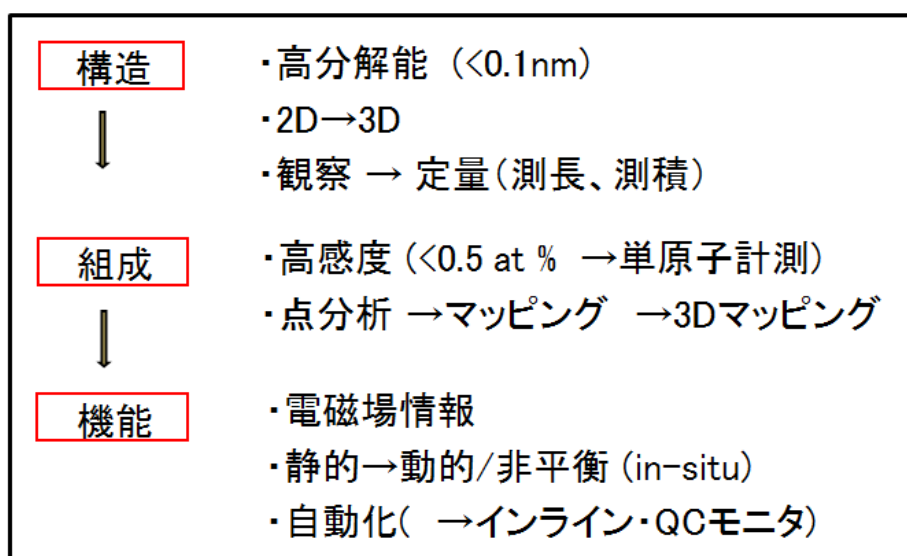 構造
・高分解能 (<0.1nm)
・2D→3D
・観察 → 定量(測長、測積)
組成
・高感度 (<0.5 at % →単原子計測)
・点分析 →マッピング →3Dマッピング
機能
・電磁場情報
・静的→動的/非平衡 (in-situ)
・自動化( →インライン・QCモニタ)